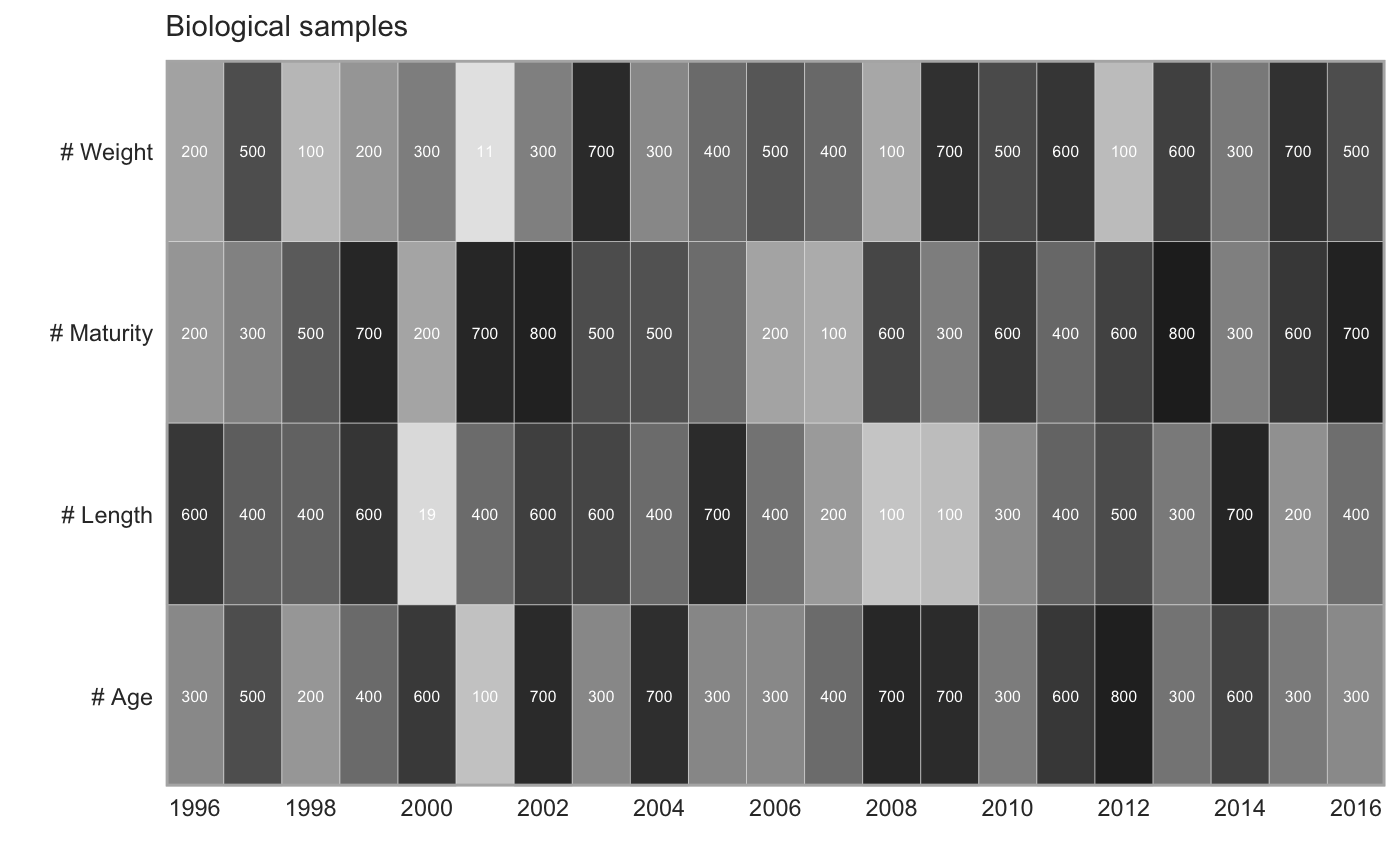 Biological samples
# Weight 200 500 100 200 300 11 300 700 300 400 500 400 100 700 500 600 100 600 300 700 500
# Maturity 200 300 500 700 200 700 800 500 500 200 100 600 300 600 400 600 800 300 600 700
# Length 600 400 400 600 19 400 600 600 400 700 400 200 100 100 300 400 500 300 700 200 400
# Age 300 500 200 400 600 100 700 300 700 300 300 400 700 700 300 600 800 300 600 300 300
1996 1998 2000 2002 2004 2006 2008 2010 2012 2014 2016